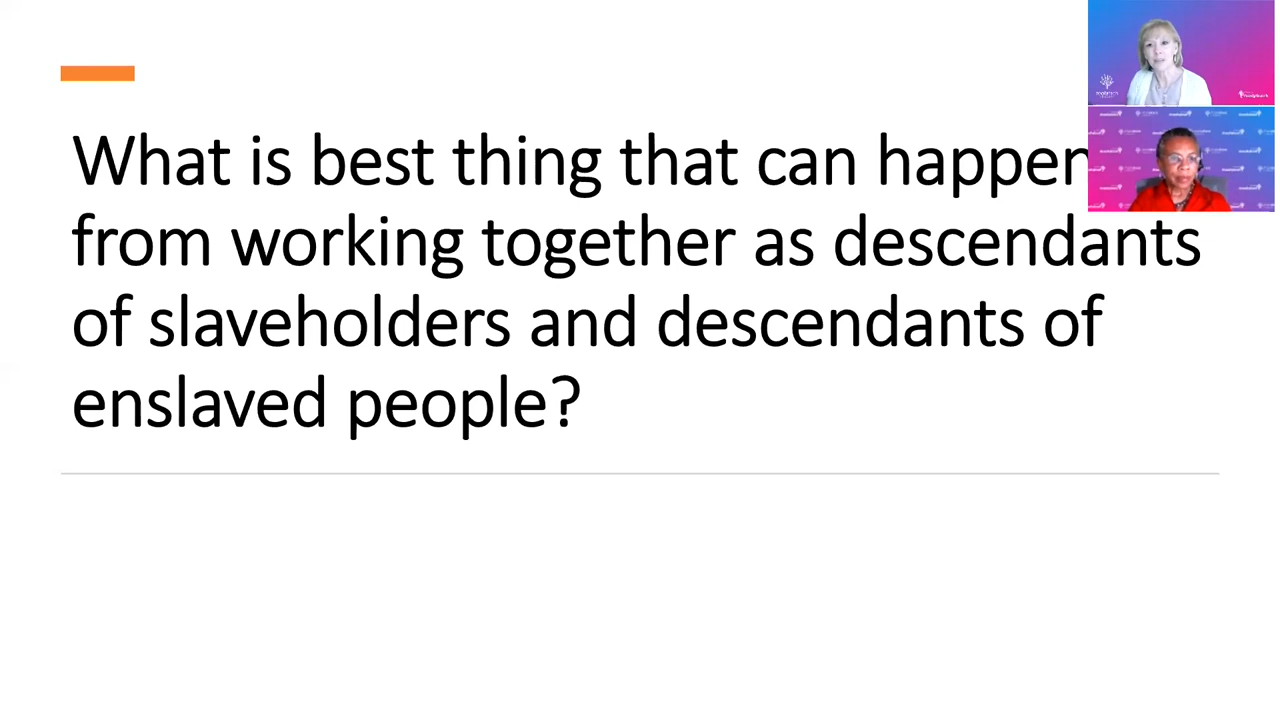 What is best thing that can happen
from working together as descendants
of slaveholders and descendants of
enslaved people?